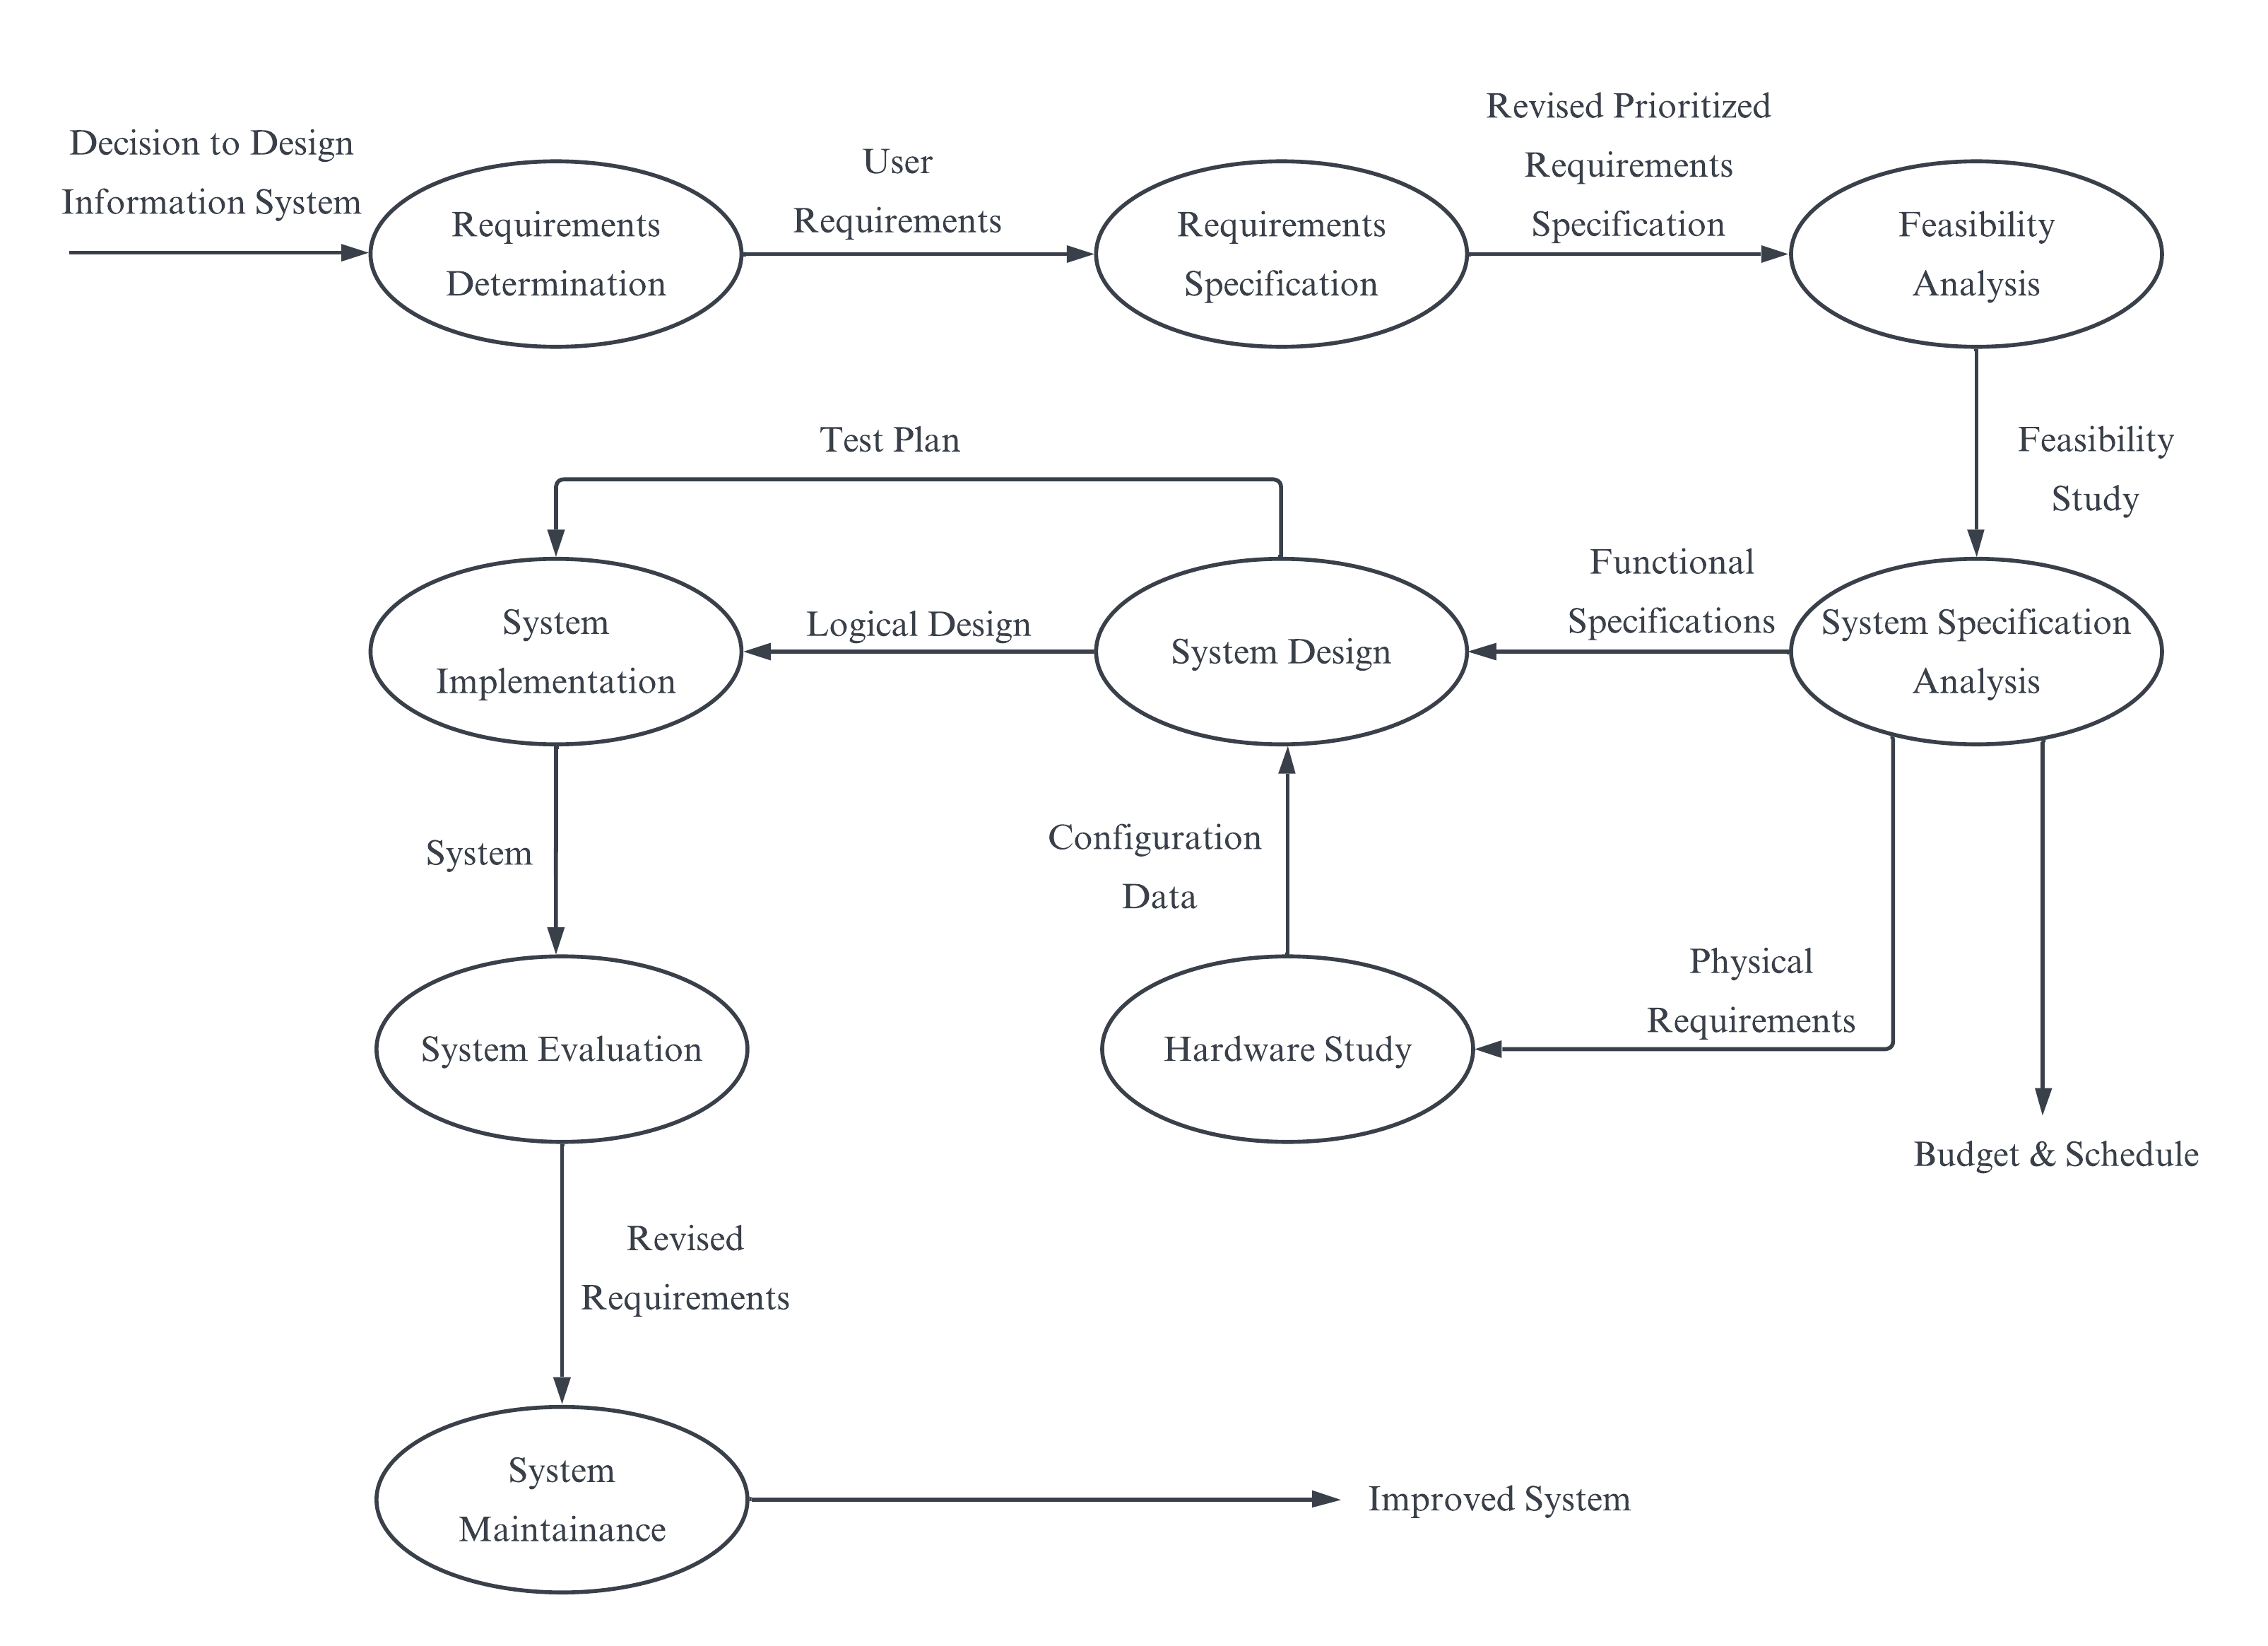 Decision to Design
Information System
Requirements
Determination
User
Requirements
Requirements
Specification
Revised Prioritized
Requirements
Specification
Feasibility
Analysis
Feasibility
Study
Test Plan
System
Implementation
Logical Design
System Design
Functional
Specifications
System Specification
Analysis
System
Configuration
Data
Physical
Requirements
System Evaluation
Hardware Study
Budget & Schedule
Revised
Requirements
System
Maintainance
Improved System